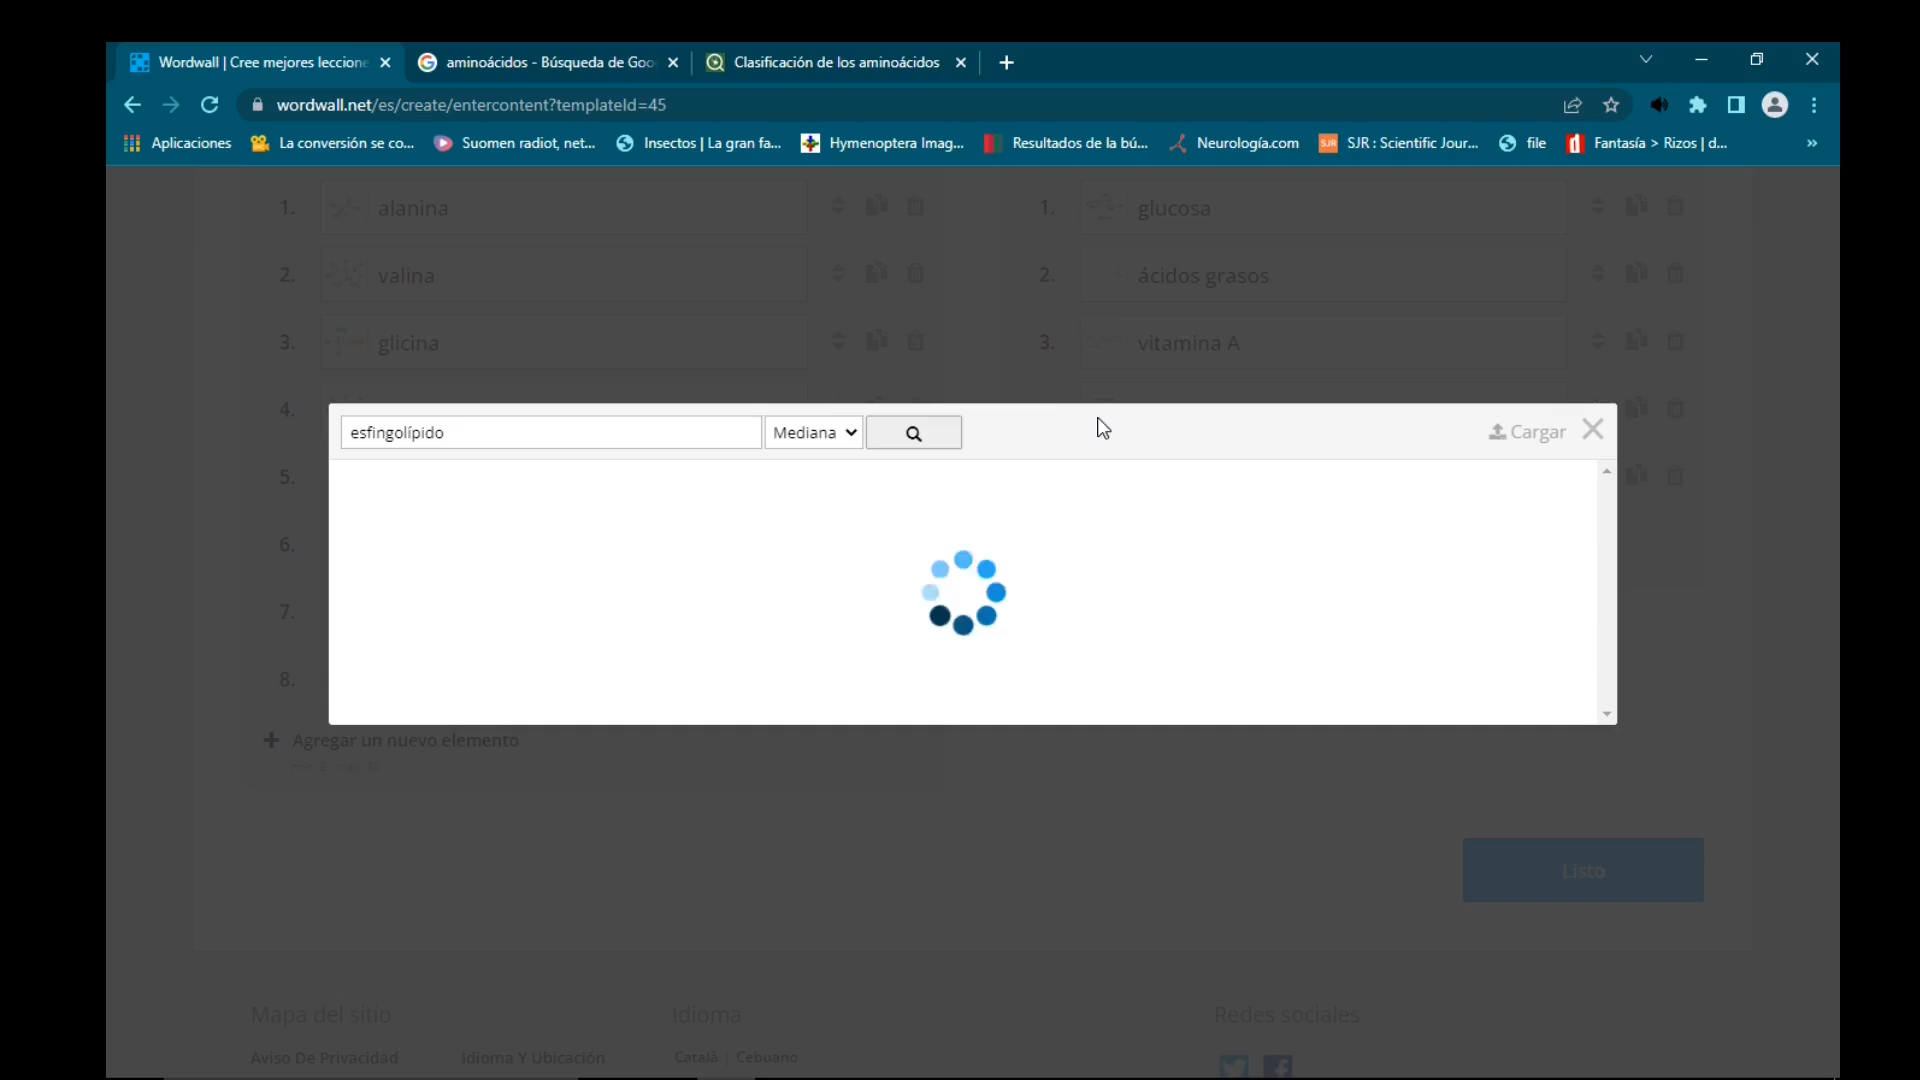 Wordwall | Cree mejores leccione
aminoácidos - Búsqueda de Goo
Clasificación de los aminoácidos
wordwall.net/es/create/entercontent?templateId=45
Aplicaciones
La conversión se co...
Suomen radiot, net...
Insectos | La gran fa...
Hymenoptera Imag...
Resultados de la bú...
Neurología.com
SJR
SJR : Scientific Jour...
file
Fantasía > Rizos | d...
»
1. alanina
1. glucosa
2. valina
2. ácidos grasos
3. glicina
3. vitamina A
4.
esfingolípido
Mediana
Cargar
5.
6.
7.
8.
Agregar un nuevo elemento
Listo
Mapa del sitio
Idioma
Redes sociales
Aviso De Privacidad
Idioma Y Ubicación
Català | Cebuano